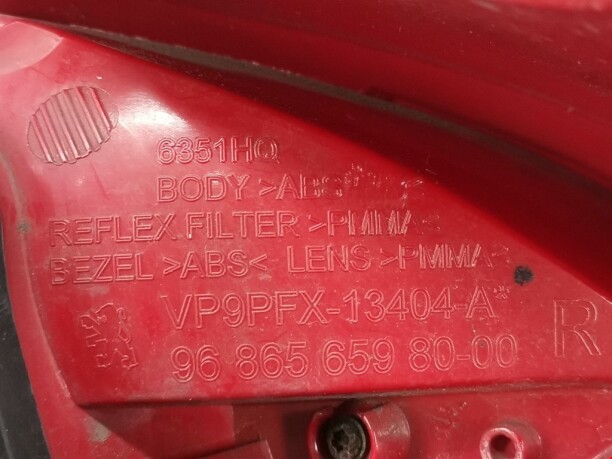 6351HQ
BODY >ABS
REFLEX FILTER >PMMA<
BEZEL >ABS< LENS >PMMA<
VP9PFX-13404-A*
96 865 659 80-00
R